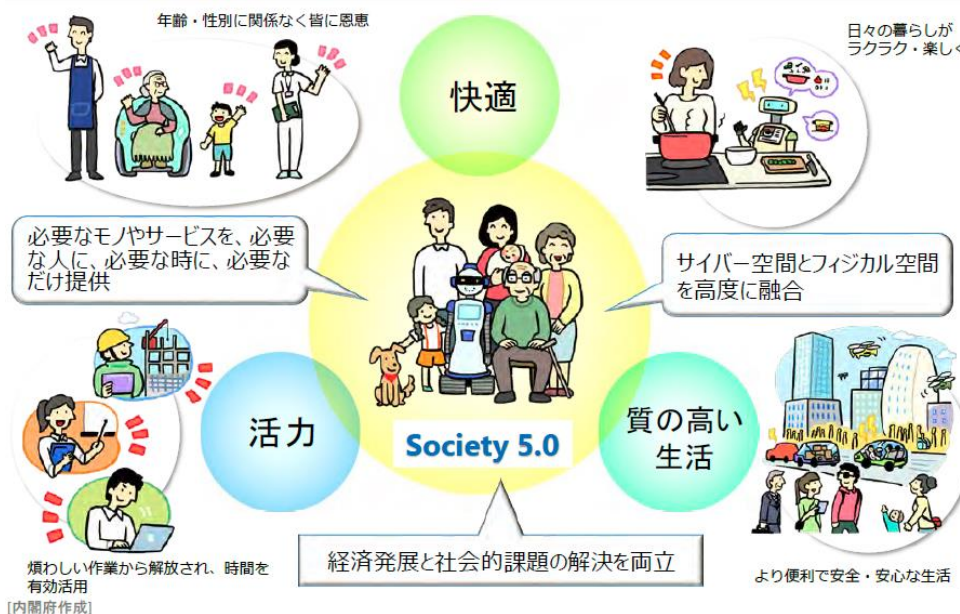 年齢・性別に関係なく皆に恩恵
快適
日々の暮らしが
ラクラク・楽しく
必要なモノやサービスを、必要
な人に、必要な時に、必要な
だけ提供
サイバー空間とフィジカル空間
を高度に融合
活力
Society 5.0
質の高い
生活
経済発展と社会的課題の解決を両立
煩わしい作業から解放され、時間を
有効活用
より便利で安全・安心な生活
[内閣府作成]